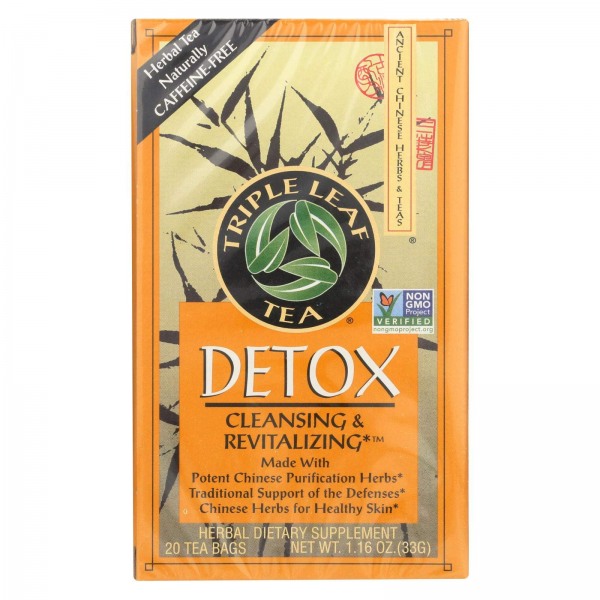 Herbal Tea
Naturally
CAFFEINE-FREE
ANCIENT CHINESE HERBS & TEAS
TRIPLE LEAF
TEA
®
®
NON
GMO
Project
VERIFIED
nongmoproject.org
DETOX
CLEANSING &
REVITALIZING*™
Made With
Potent Chinese Purification Herbs*
Traditional Support of the Defenses*
Chinese Herbs for Healthy Skin*
HERBAL DIETARY SUPPLEMENT
20 TEA BAGS NET WT. 1.16 OZ.(33G)